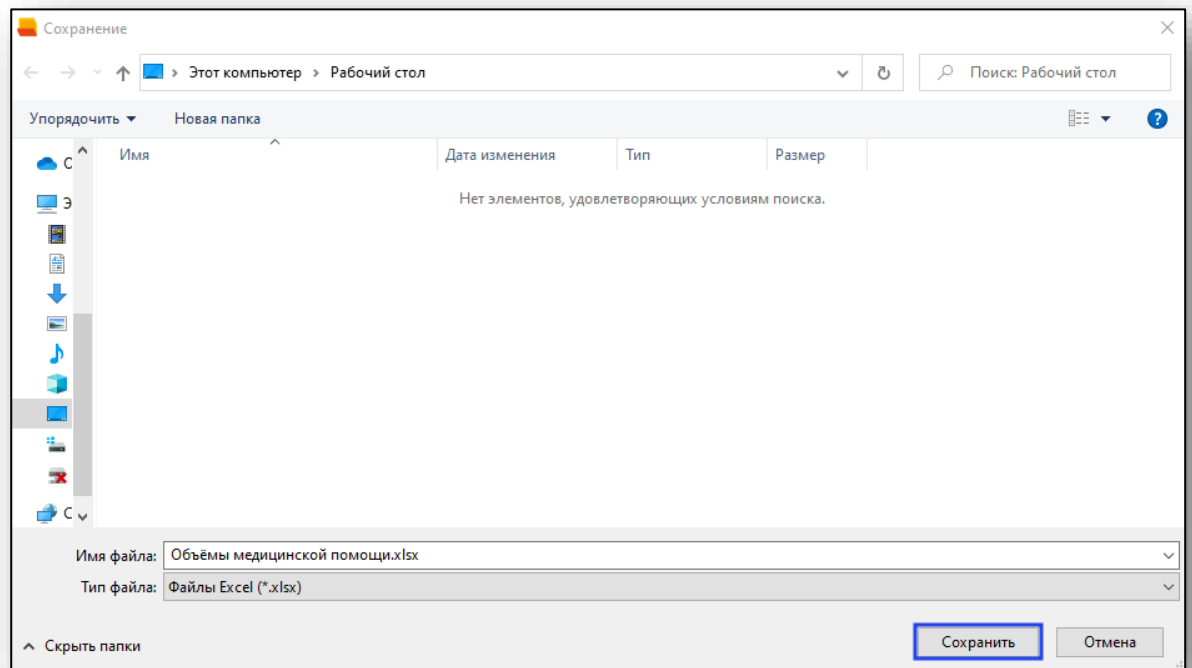 Сохранение
Этот компьютер › Рабочий стол
Поиск: Рабочий стол
Упорядочить
Новая папка
?
Имя
Дата изменения
Тип
Размер
Нет элементов, удовлетворяющих условиям поиска.
Э
С
Имя файла: Объёмы медицинской помощи.xlsx
Тип файла: Файлы Excel (*.xlsx)
Скрыть папки
Сохранить
Отмена